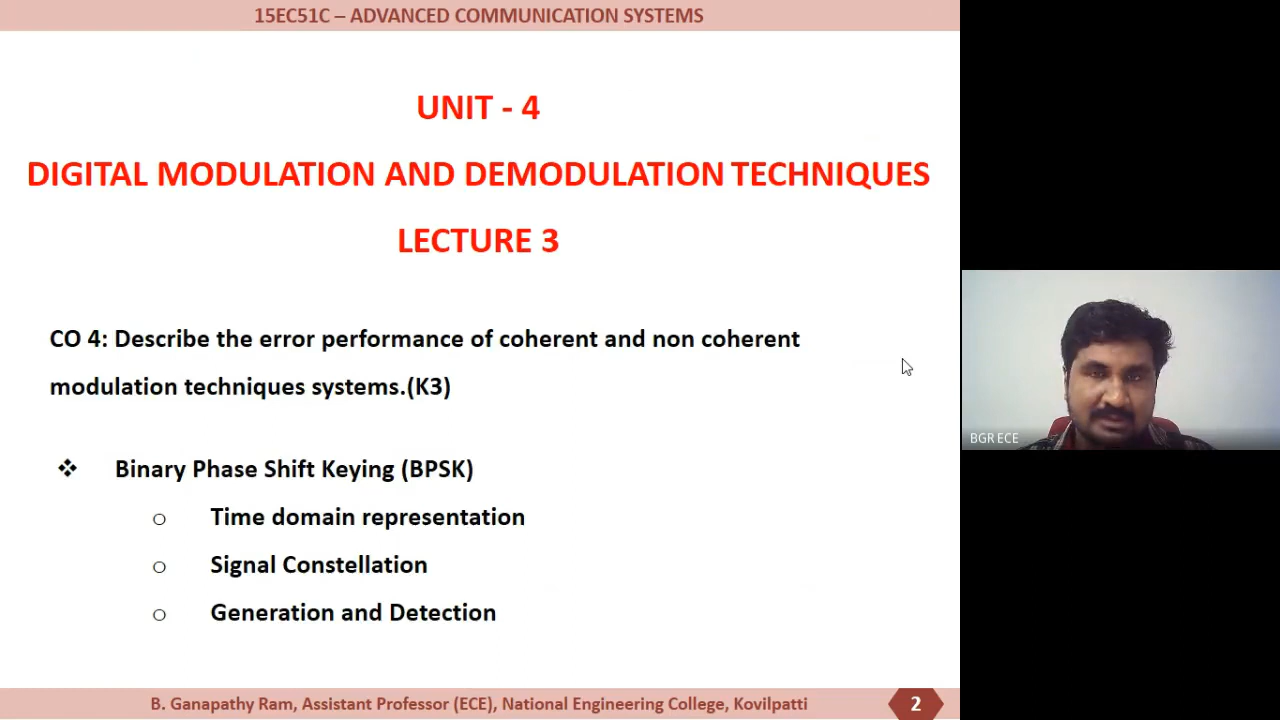 15EC51C – ADVANCED COMMUNICATION SYSTEMS
UNIT - 4
DIGITAL MODULATION AND DEMODULATION TECHNIQUES
LECTURE 3
CO 4: Describe the error performance of coherent and non coherent
modulation techniques systems.(K3)
❖ Binary Phase Shift Keying (BPSK)
o Time domain representation
o Signal Constellation
o Generation and Detection
BGR ECE
B. Ganapathy Ram, Assistant Professor (ECE), National Engineering College, Kovilpatti
2